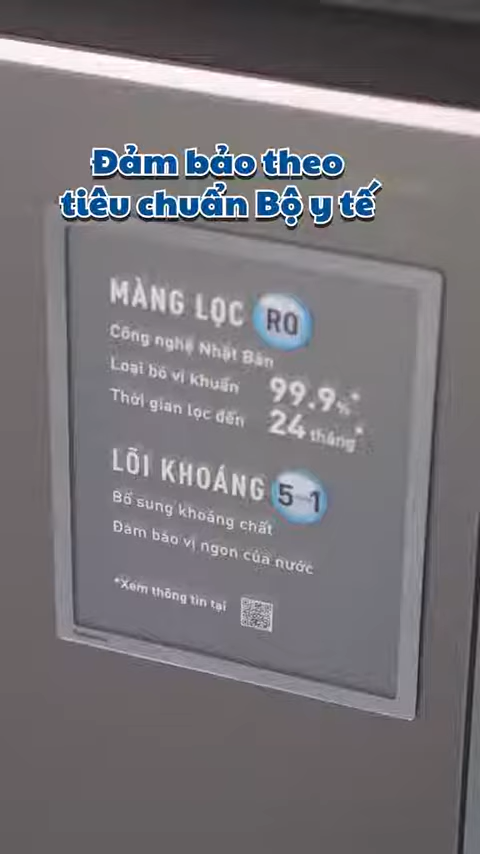 Đảm bảo theo
tiêu chuẩn Bộ y tế
MÀNG LỌC RO
Công nghệ Nhật Bản
Loại bỏ vi khuẩn 99.9%*
Thời gian lọc đến 24 tháng*
LÕI KHOÁNG 5 in 1
Bổ sung khoáng chất
Đảm bảo vị ngon của nước
*Xem thông tin tại